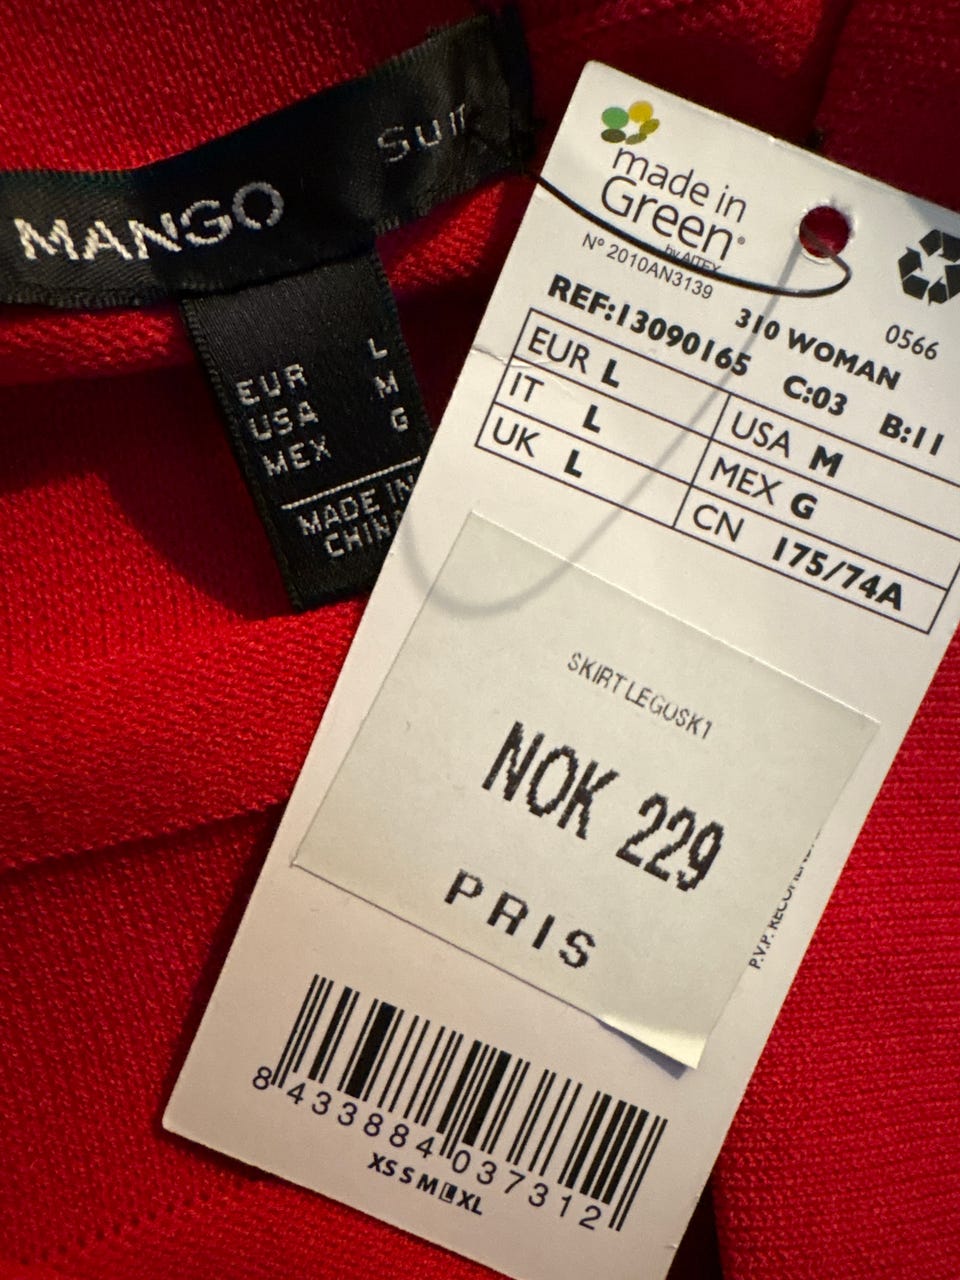 MANGO Suit
EUR L
USA M
MEX G
MADE IN
CHINA
made in
Green®
by AITEX
N° 2010AN3139
0566
310 WOMAN
REF:13090165 C:03 B:11
EUR L USA M
IT L MEX G
UK L CN 175/74A
SKIRT LEGUSK1
NOK 229
PRIS
P.V.P.
8 433884 037312
XS S M L XL